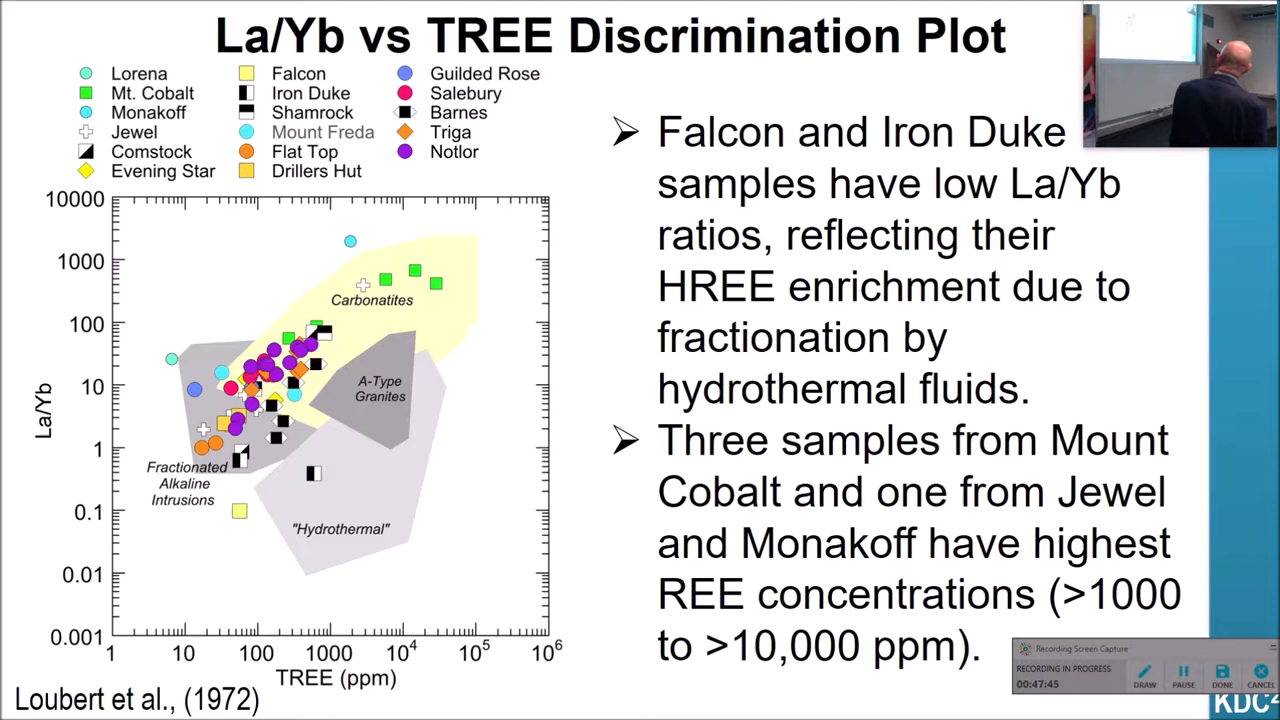 La/Yb vs TREE Discrimination Plot
Lorena
Mt. Cobalt
Monakoff
Jewel
Comstock
Evening Star
Falcon
Iron Duke
Shamrock
Mount Freda
Flat Top
Drillers Hut
Guilded Rose
Salebury
Barnes
Triga
Notlor
10000
1000
100
10
1
0.1
0.01
0.001
La/Yb
Carbonatites
A-Type
Granites
Fractionated
Alkaline
Intrusions
"Hydrothermal"
1 10 100 1000 10⁴ 10⁵ 10⁶
TREE (ppm)
Loubert et al., (1972)
➢ Falcon and Iron Duke
samples have low La/Yb
ratios, reflecting their
HREE enrichment due to
fractionation by
hydrothermal fluids.
➢ Three samples from Mount
Cobalt and one from Jewel
and Monakoff have highest
REE concentrations (>1000
to >10,000 ppm).
Recording Screen Capture
RECORDING IN PROGRESS
00:47:45
DRAW PAUSE DONE CANCEL
KDC²